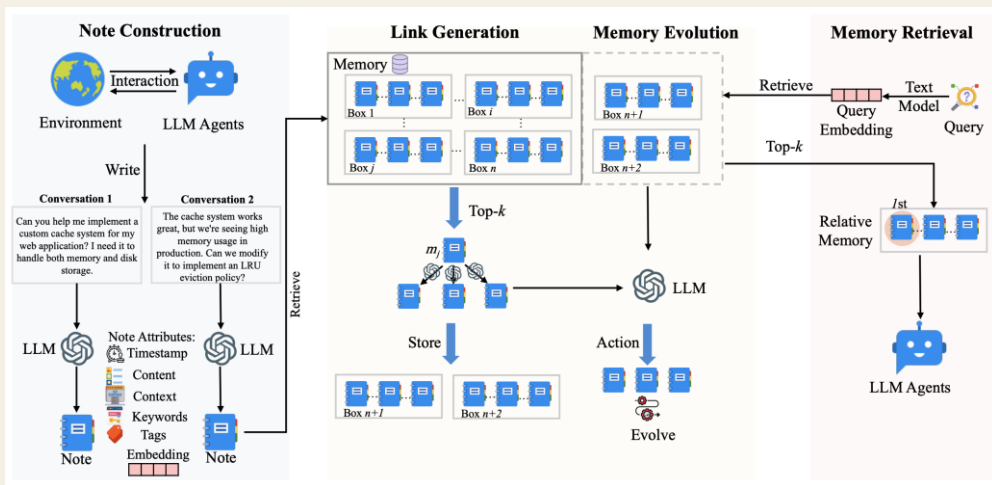 Note Construction
Interaction
Environment
LLM Agents
Write
Conversation 1
Can you help me implement a
custom cache system for my
web application? I need it to
handle both memory and disk
storage.
Conversation 2
The cache system works
great, but we're seeing high
memory usage in
production. Can we modify
it to implement an LRU
eviction policy?
LLM
LLM
Note Attributes:
Timestamp
Content
Context
Keywords
Tags
Embedding
Note
Note
Retrieve
Link Generation
Memory
Box 1
Box i
Box j
Box n
Top-k
mj
Store
Box n+1
Box n+2
Memory Evolution
Box n+1
Box n+2
LLM
Action
Evolve
Memory Retrieval
Retrieve
Text
Model
Query
Embedding
Query
Top-k
1st
Relative
Memory
LLM Agents